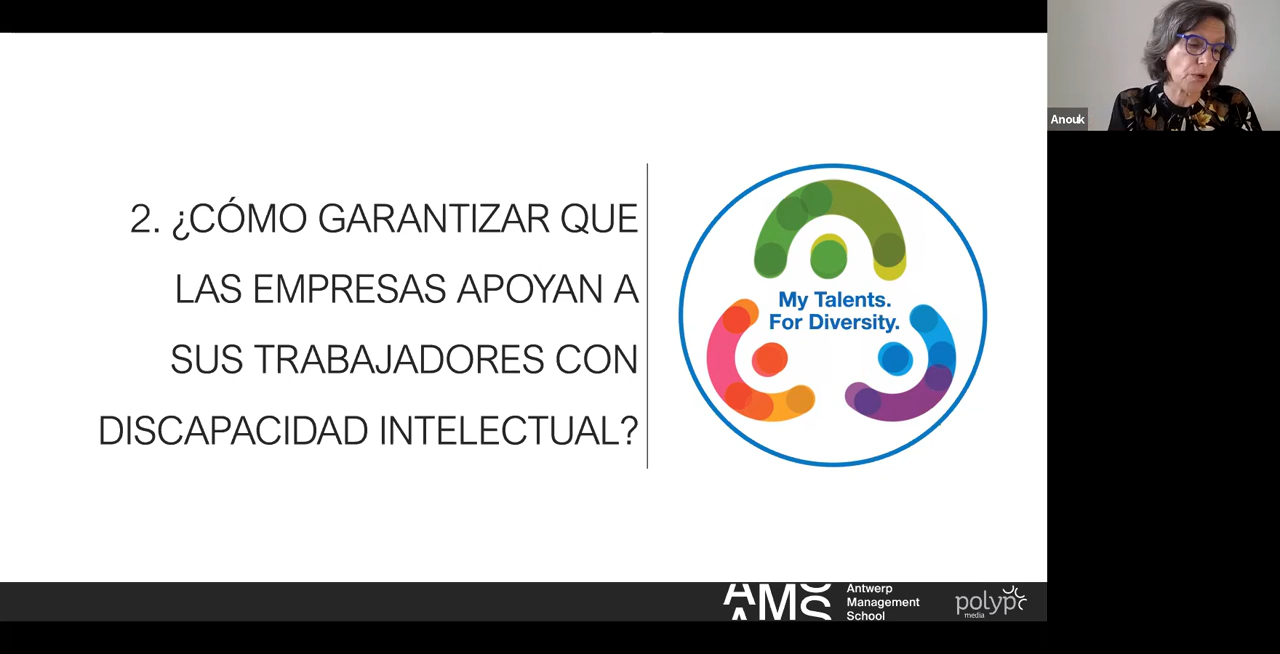 2. ¿CÓMO GARANTIZAR QUE
LAS EMPRESAS APOYAN A
SUS TRABAJADORES CON
DISCAPACIDAD INTELECTUAL?
My Talents.
For Diversity.
Anouk
AMS
Antwerp
Management
School
polyp
media